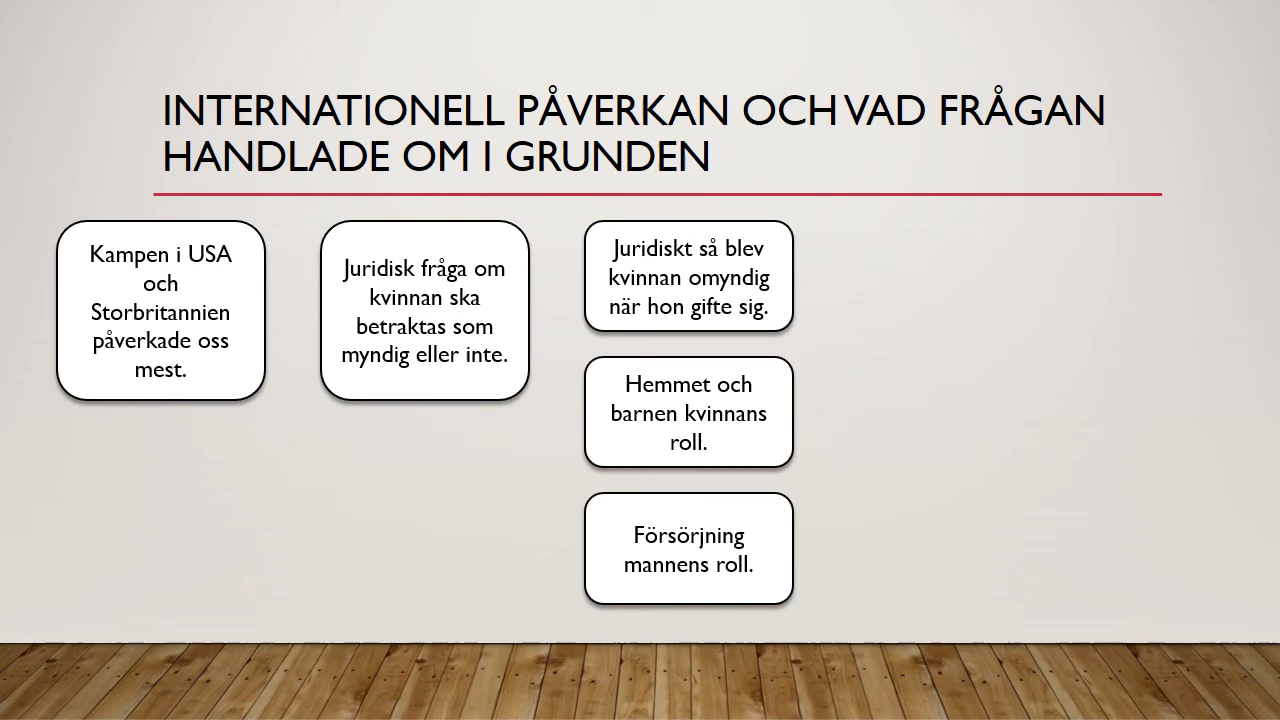 INTERNATIONELL PÅVERKAN OCH VAD FRÅGAN
HANDLADE OM I GRUNDEN
Kampen i USA
och
Storbritannien
påverkade oss
mest.
Juridisk fråga om
kvinnan ska
betraktas som
myndig eller inte.
Juridiskt så blev
kvinnan omyndig
när hon gifte sig.
Hemmet och
barnen kvinnans
roll.
Försörjning
mannens roll.